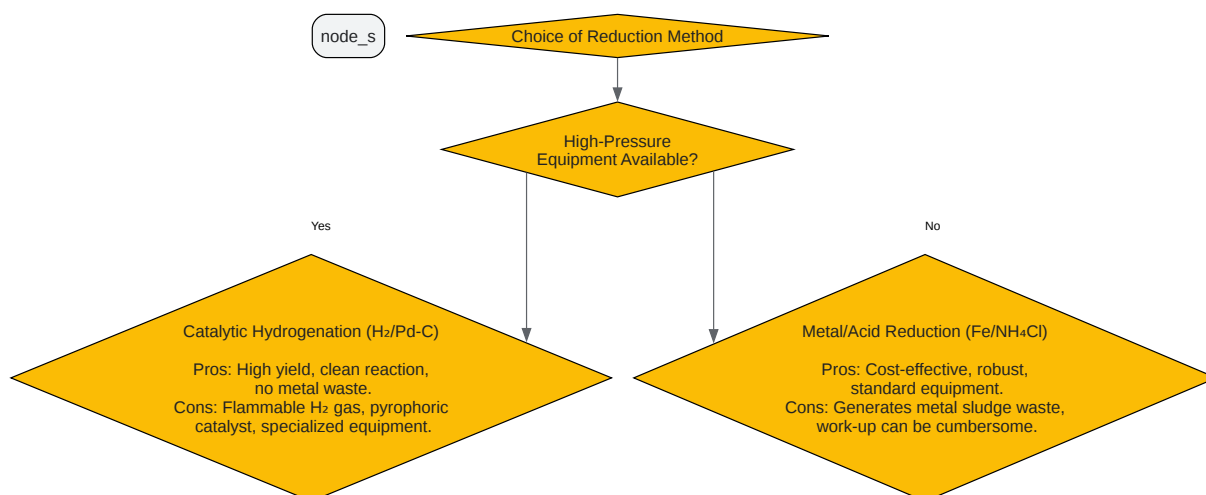 node_s
Choice of Reduction Method
High-Pressure
Equipment Available?
Yes
No
Catalytic Hydrogenation (H₂/Pd-C)
Pros: High yield, clean reaction,
no metal waste.
Cons: Flammable H₂ gas, pyrophoric
catalyst, specialized equipment.
Metal/Acid Reduction (Fe/NH₄Cl)
Pros: Cost-effective, robust,
standard equipment.
Cons: Generates metal sludge waste,
work-up can be cumbersome.